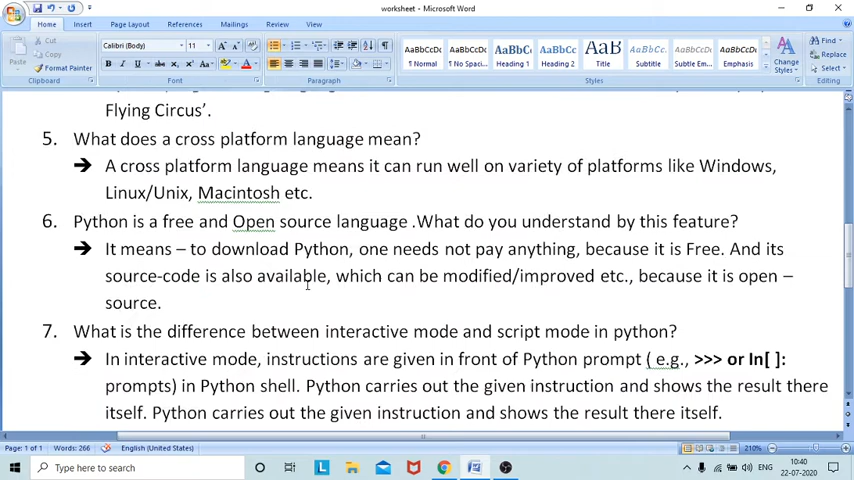 worksheet - Microsoft Word
Home Insert Page Layout References Mailings Review View
Cut
Copy
Format Painter
Paste
Clipboard
Calibri (Body) 11
Font
Paragraph
AaBbCcDc AaBbCcDc AaBbCc AaBbCc AaB AaBbCcL AaBbCcDc AaBbCcDc
¶ Normal ¶ No Spaci... Heading 1 Heading 2 Title Subtitle Subtle Em... Emphasis
Change Styles
Styles
Find
Replace
Select
Editing
Flying Circus’.
5. What does a cross platform language mean?
➔ A cross platform language means it can run well on variety of platforms like Windows,
Linux/Unix, Macintosh etc.
6. Python is a free and Open source language .What do you understand by this feature?
➔ It means – to download Python, one needs not pay anything, because it is Free. And its
source-code is also available, which can be modified/improved etc., because it is open –
source.
7. What is the difference between interactive mode and script mode in python?
➔ In interactive mode, instructions are given in front of Python prompt ( e.g., >>> or In[ ]:
prompts) in Python shell. Python carries out the given instruction and shows the result there
itself. Python carries out the given instruction and shows the result there itself.
Page: 1 of 1 Words: 266 English (United States) 210%
Type here to search
ENG 10:40
22-07-2020